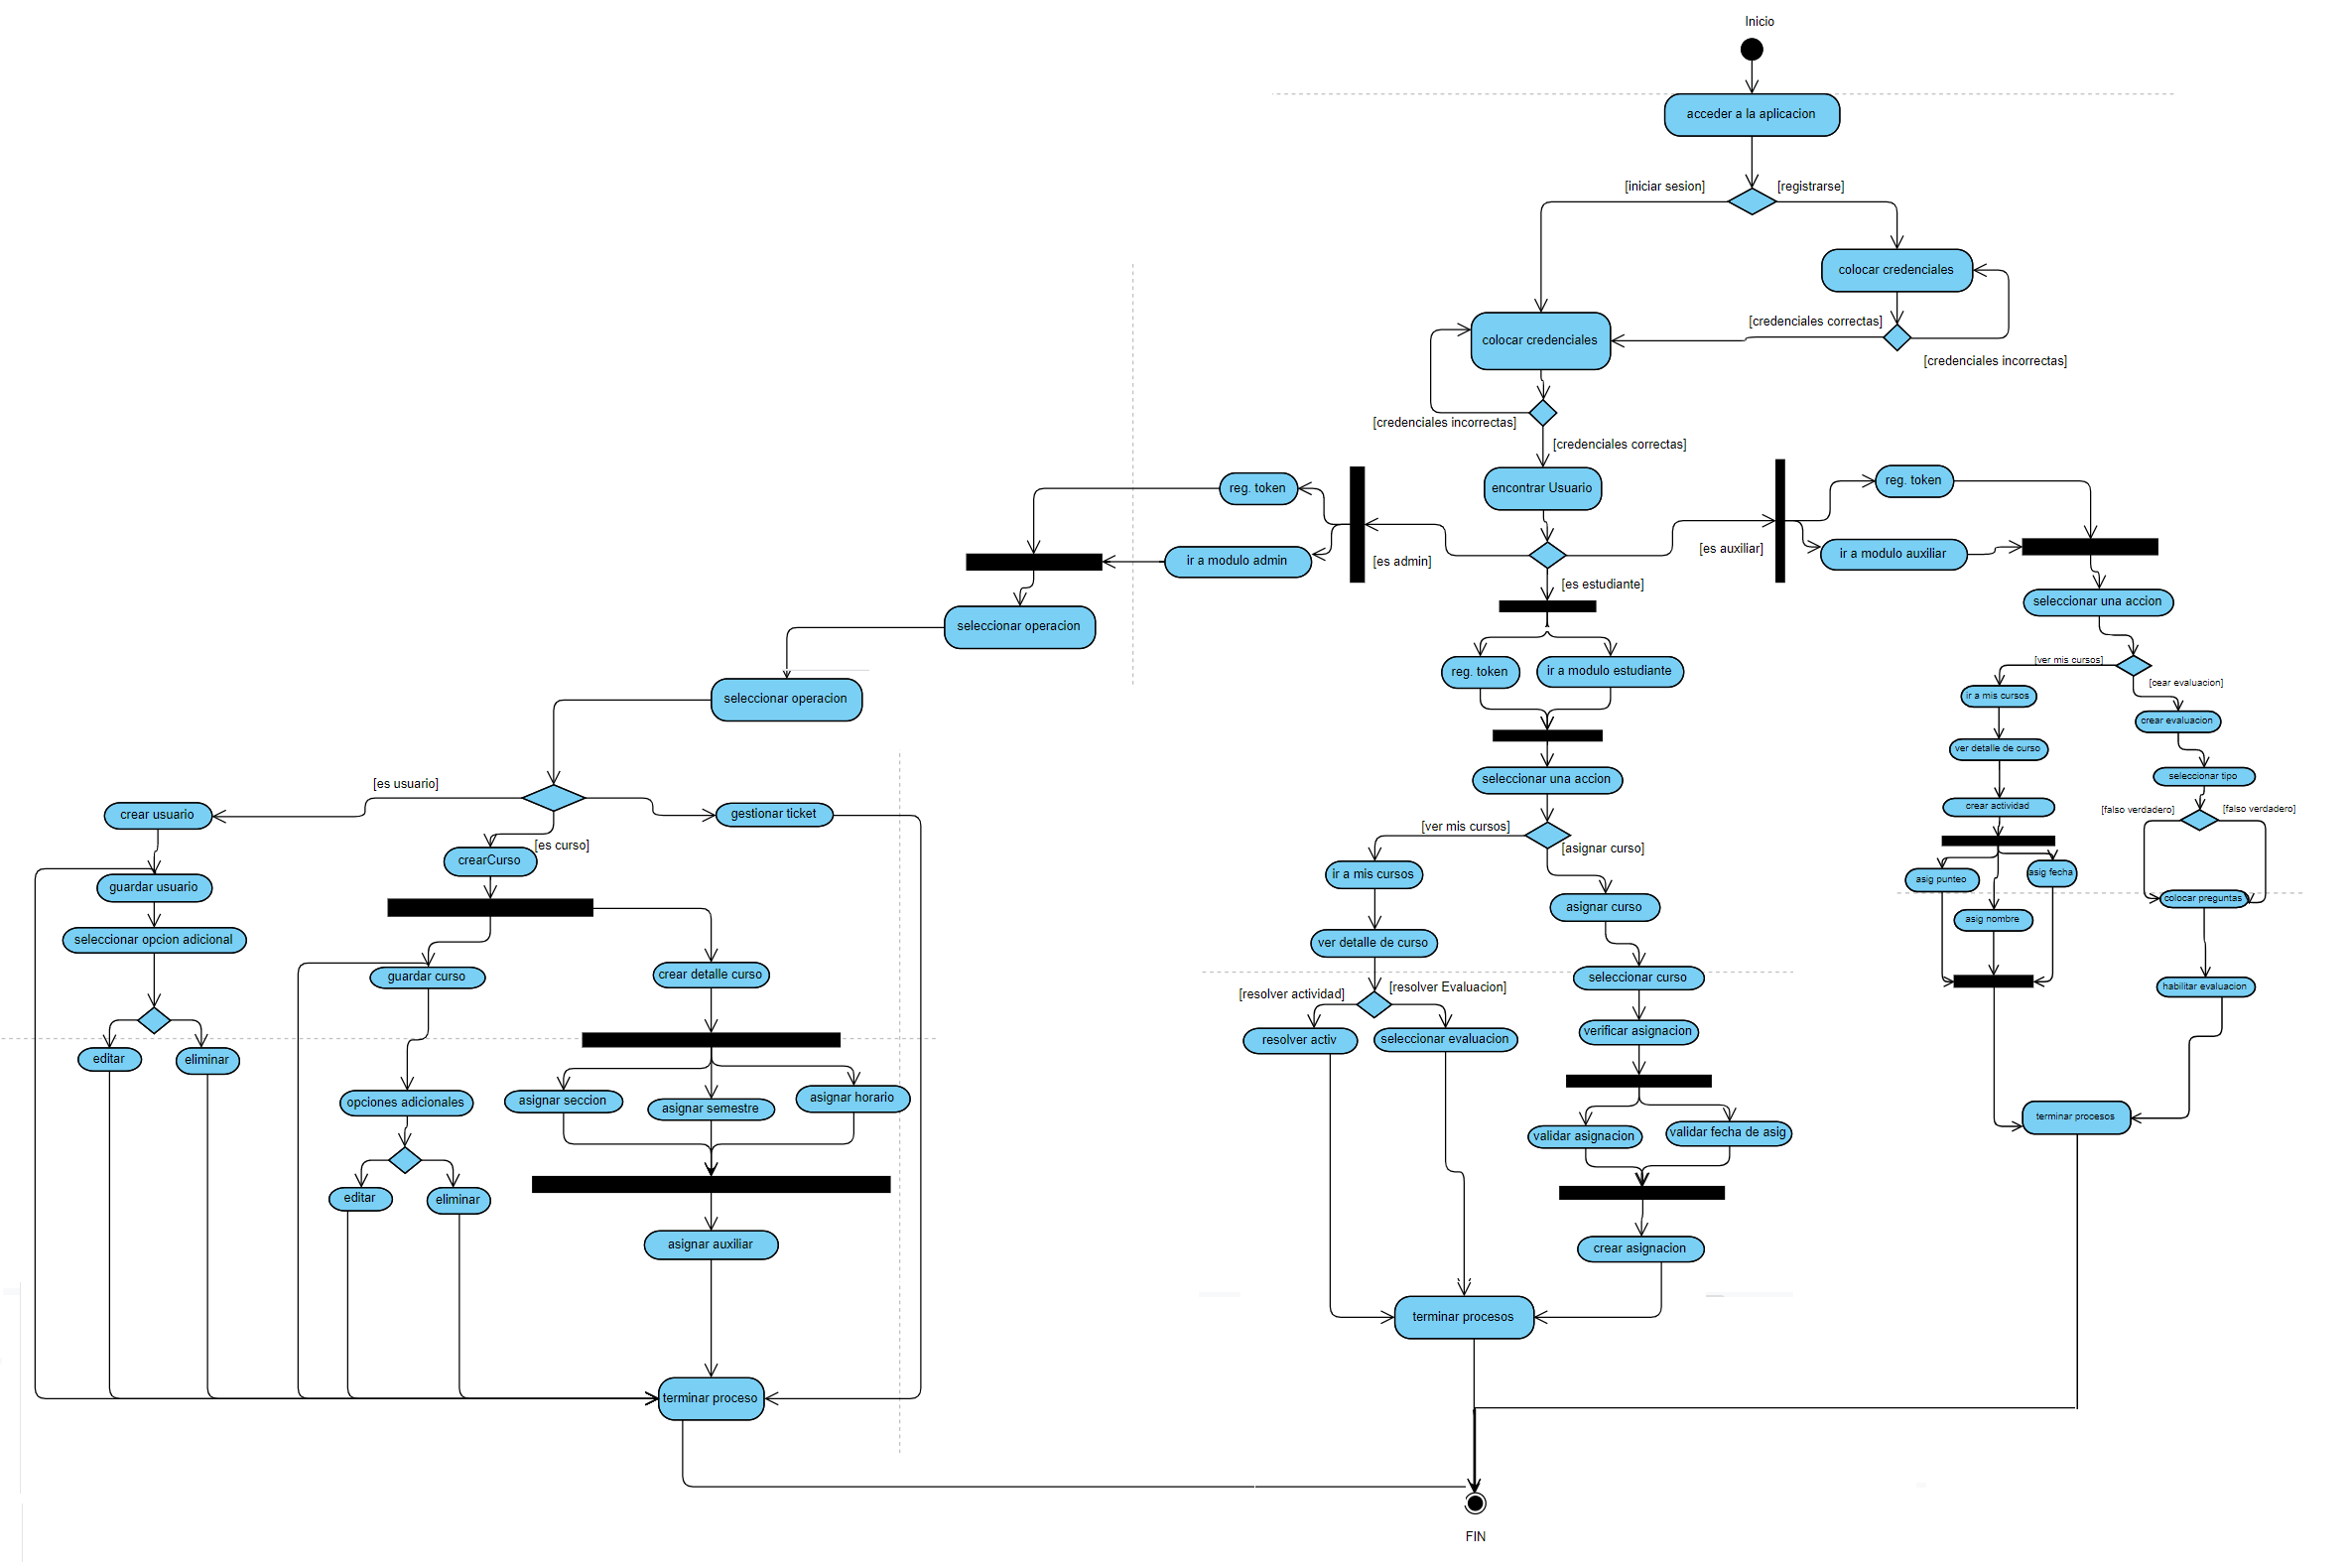 Inicio
acceder a la aplicacion
[iniciar sesion]
[registrarse]
colocar credenciales
[credenciales correctas]
colocar credenciales
[credenciales incorrectas]
[credenciales incorrectas]
[credenciales correctas]
reg. token
encontrar Usuario
reg. token
[es admin]
[es auxiliar]
ir a modulo admin
ir a modulo auxiliar
[es estudiante]
seleccionar operacion
seleccionar una accion
reg. token
ir a modulo estudiante
[ver mis cursos]
[cear evaluacion]
seleccionar operacion
ir a mis cursos
crear evaluacion
ver detalle de curso
seleccionar tipo
seleccionar una accion
[es usuario]
crear usuario
gestionar ticket
crear actividad
[falso verdadero]
[falso verdadero]
[ver mis cursos]
[asignar curso]
[es curso]
crearCurso
guardar usuario
ir a mis cursos
asig punteo
asig fecha
colocar preguntas
asignar curso
asig nombre
seleccionar opcion adicional
ver detalle de curso
guardar curso
crear detalle curso
seleccionar curso
[resolver actividad]
[resolver Evaluacion]
habilitar evaluacion
editar
eliminar
resolver activ
seleccionar evaluacion
verificar asignacion
opciones adicionales
asignar seccion
asignar semestre
asignar horario
terminar procesos
validar asignacion
validar fecha de asig
editar
eliminar
asignar auxiliar
crear asignacion
terminar procesos
terminar proceso
FIN